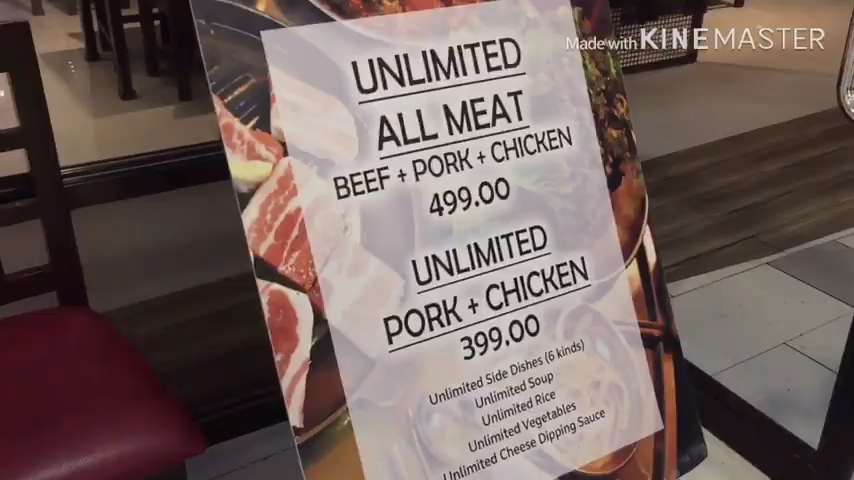 Made with KINEMASTER
UNLIMITED
ALL MEAT
BEEF + PORK + CHICKEN
499.00
UNLIMITED
PORK + CHICKEN
399.00
Unlimited Side Dishes (6 kinds)
Unlimited Soup
Unlimited Rice
Unlimited Vegetables
Unlimited Cheese Dipping Sauce